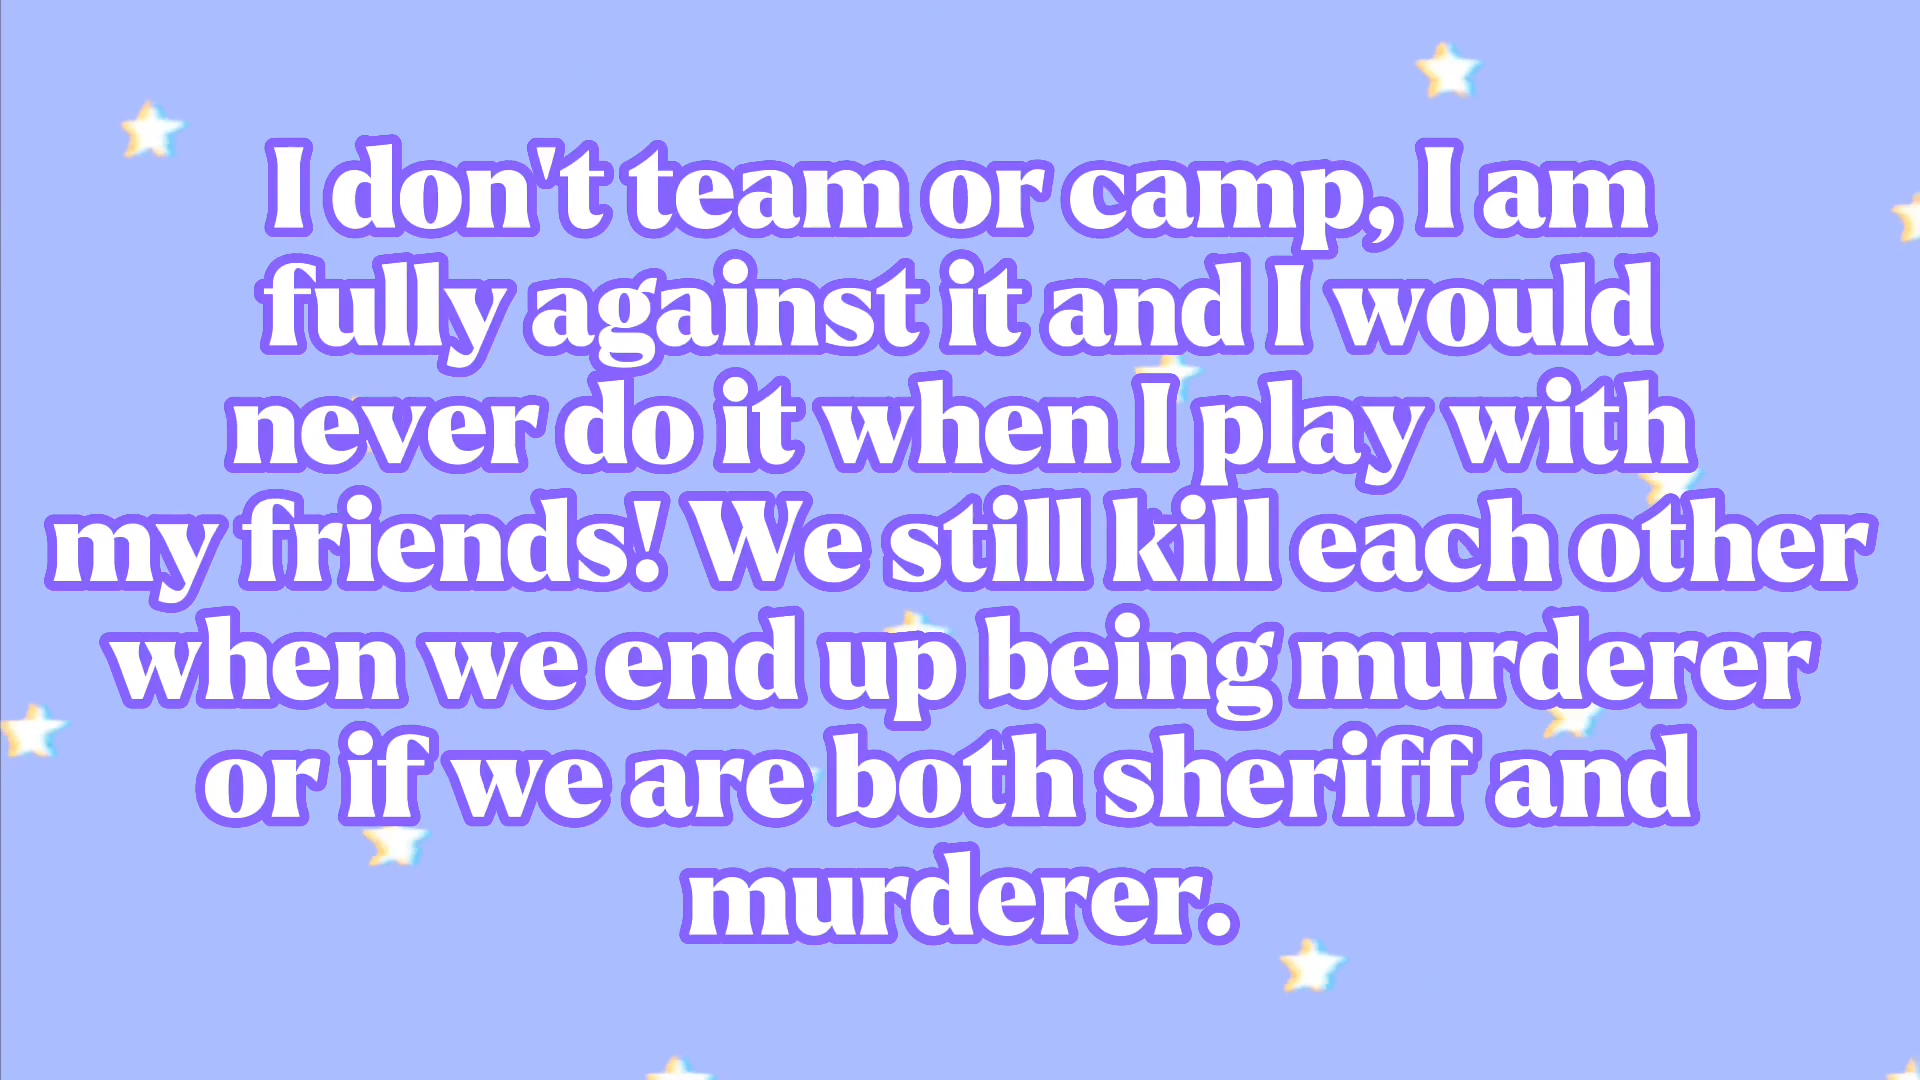 I don't team or camp, I am
fully against it and I would
never do it when I play with
my friends! We still kill each other
when we end up being murderer
or if we are both sheriff and
murderer.